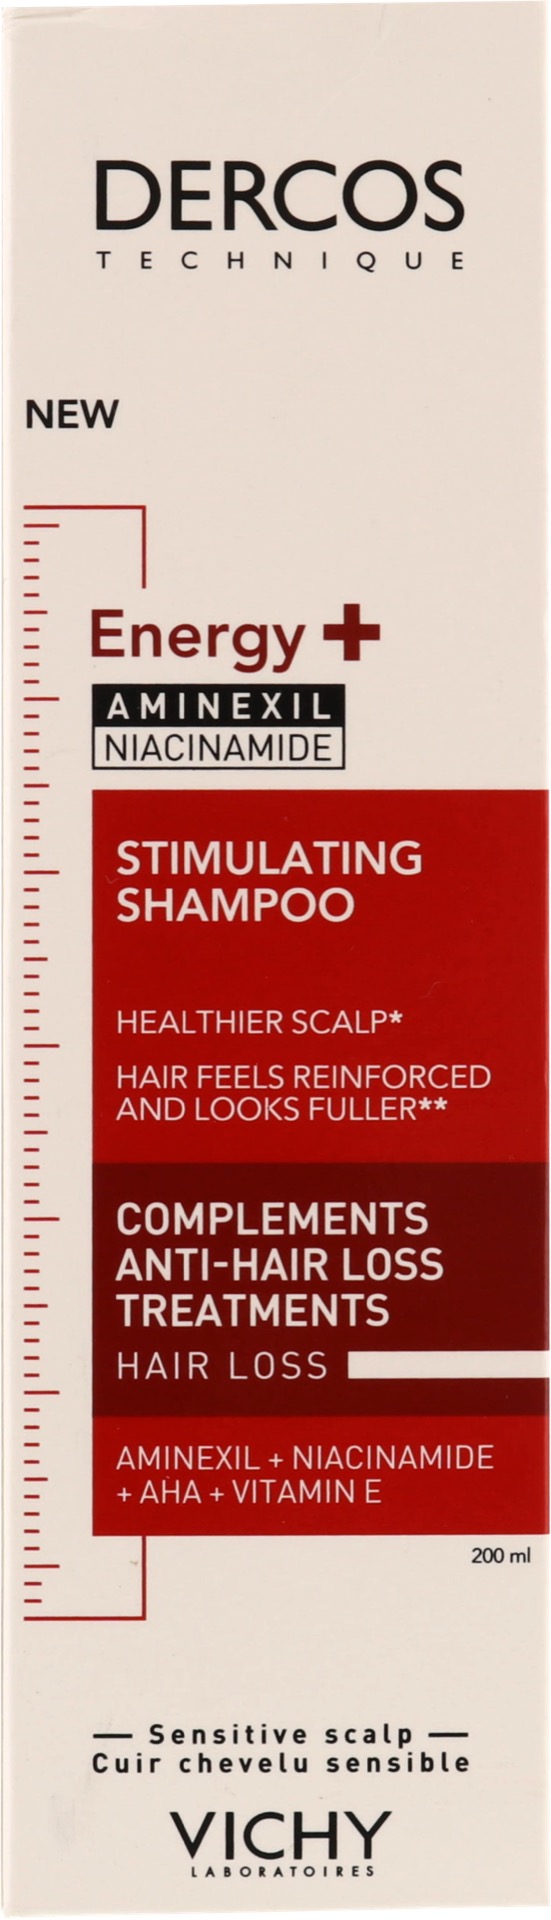 DERCOS
TECHNIQUE
NEW
Energy+
AMINEXIL
NIACINAMIDE
STIMULATING
SHAMPOO
HEALTHIER SCALP*
HAIR FEELS REINFORCED
AND LOOKS FULLER**
COMPLEMENTS
ANTI-HAIR LOSS
TREATMENTS
HAIR LOSS
AMINEXIL + NIACINAMIDE
+ AHA + VITAMIN E
200 ml
— Sensitive scalp —
Cuir chevelu sensible
VICHY
LABORATOIRES